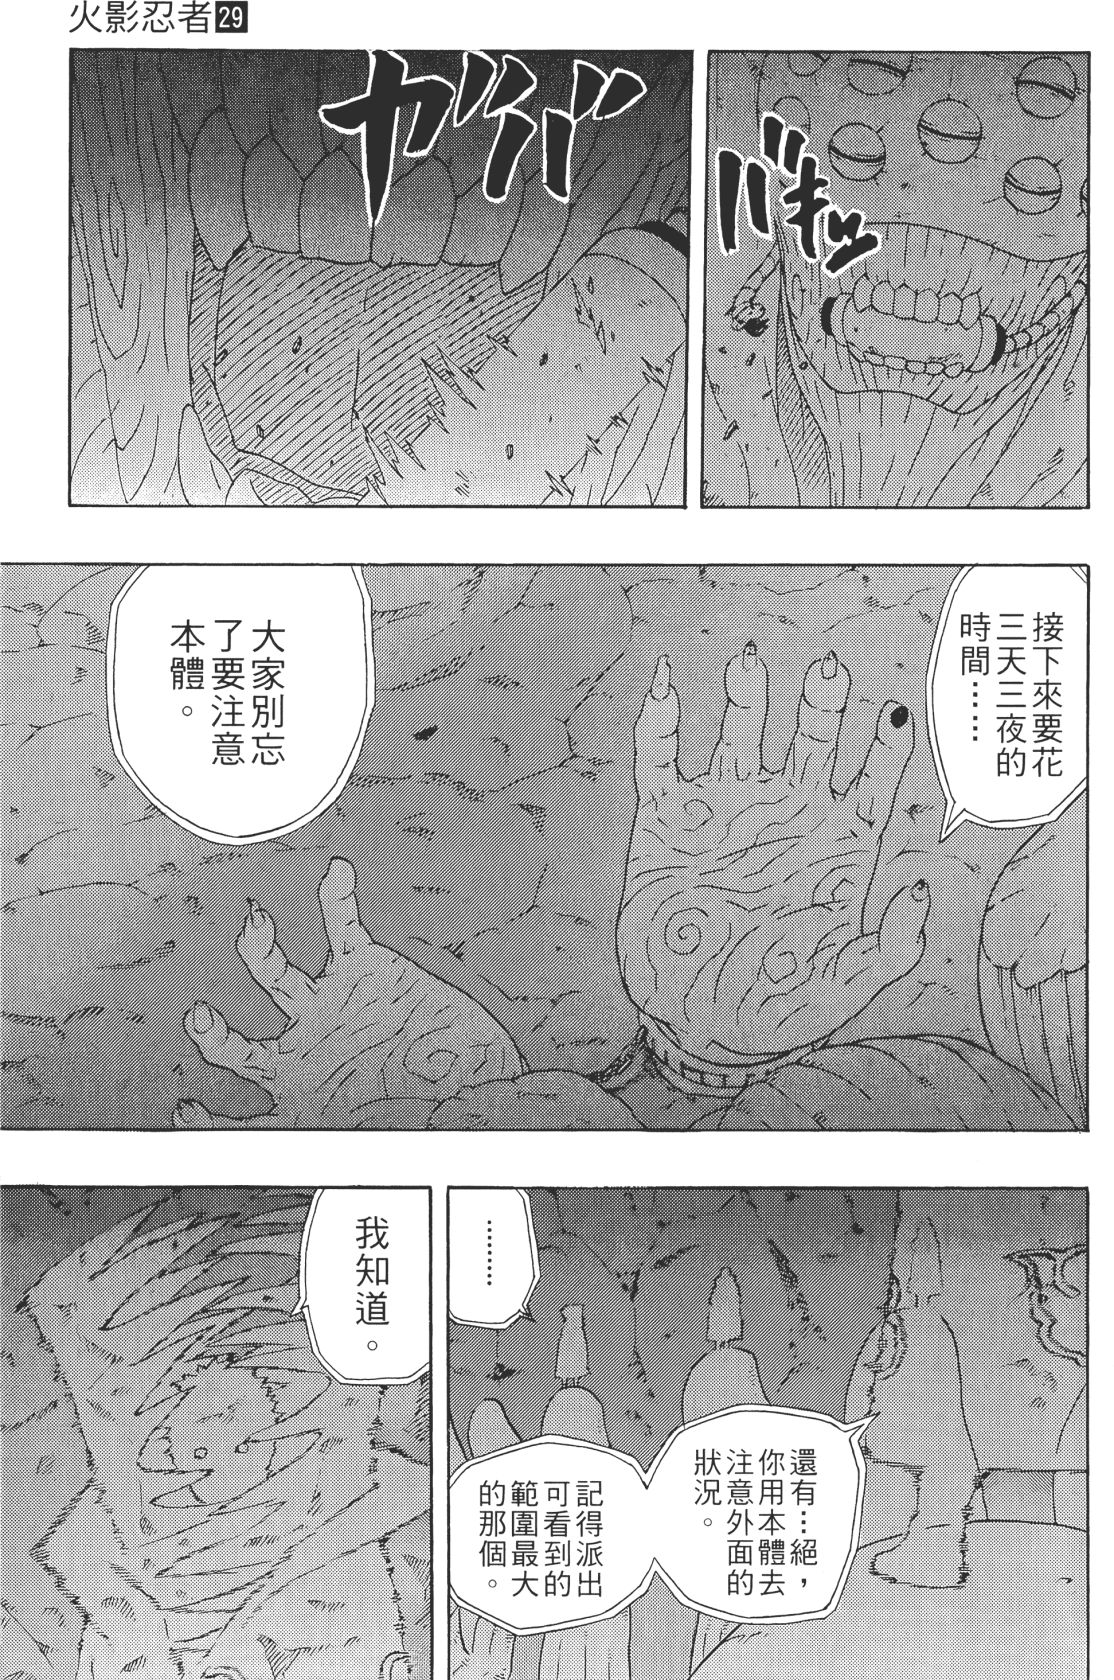 火影忍者29
バキッ
ガバッ
接下來要花
三天三夜的
時間……
大家別忘
了要注意
本體。
還有…絕，
你用本體去
注意外面的
狀況。
記得派出
可看到的
範圍最大
的那個。
………
我知道。